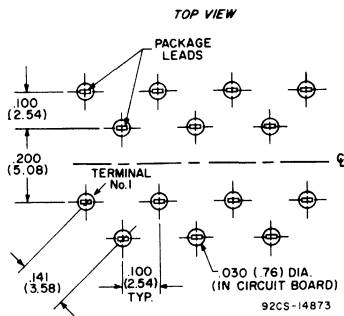 TOP VIEW
PACKAGE
LEADS
.100
(2.54)
.200
(5.08)
℄
TERMINAL
No.1
.141
(3.58)
.100
(2.54)
TYP.
.030 (.76) DIA.
(IN CIRCUIT BOARD)
92CS-14873